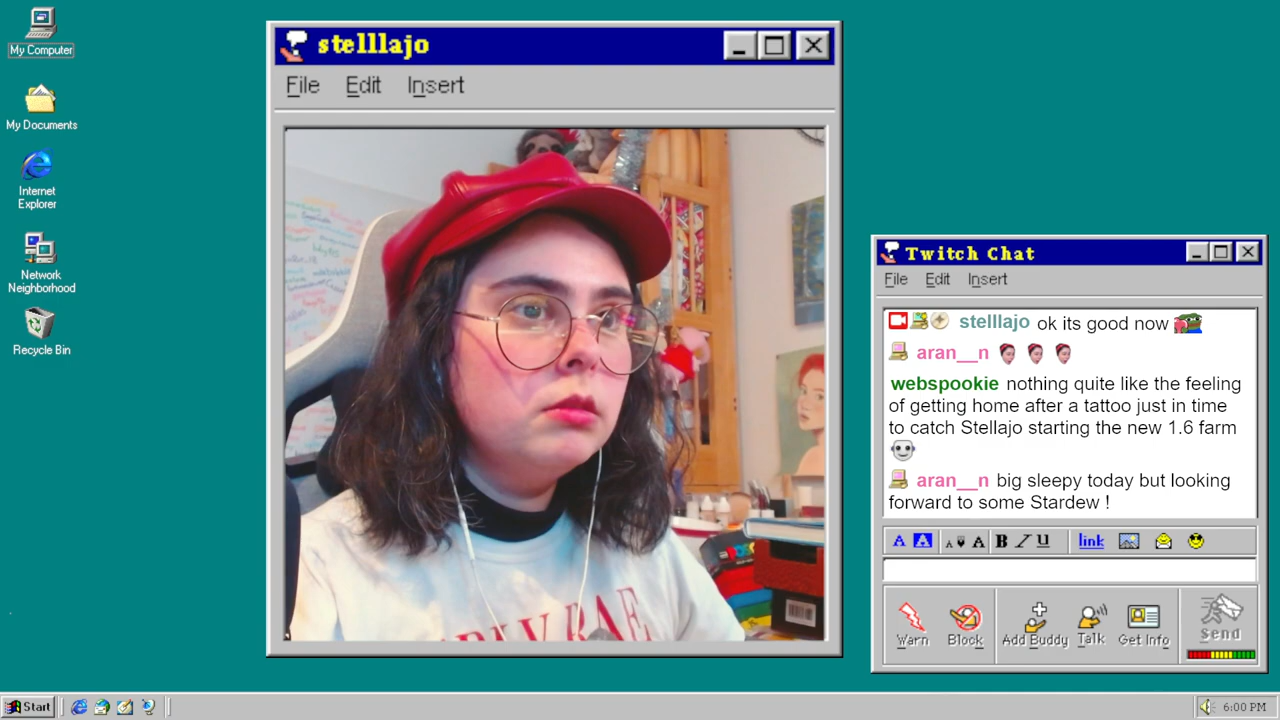 My Computer
My Documents
Internet
Explorer
Network
Neighborhood
Recycle Bin
stelllajo
File Edit Insert
Twitch Chat
File Edit Insert
stelllajo ok its good now
aran__n
webspookie nothing quite like the feeling
of getting home after a tattoo just in time
to catch Stellajo starting the new 1.6 farm
aran__n big sleepy today but looking
forward to some Stardew !
A A A A B I U link
Warn Block Add Buddy Talk Get Info Send
Start
6:00 PM